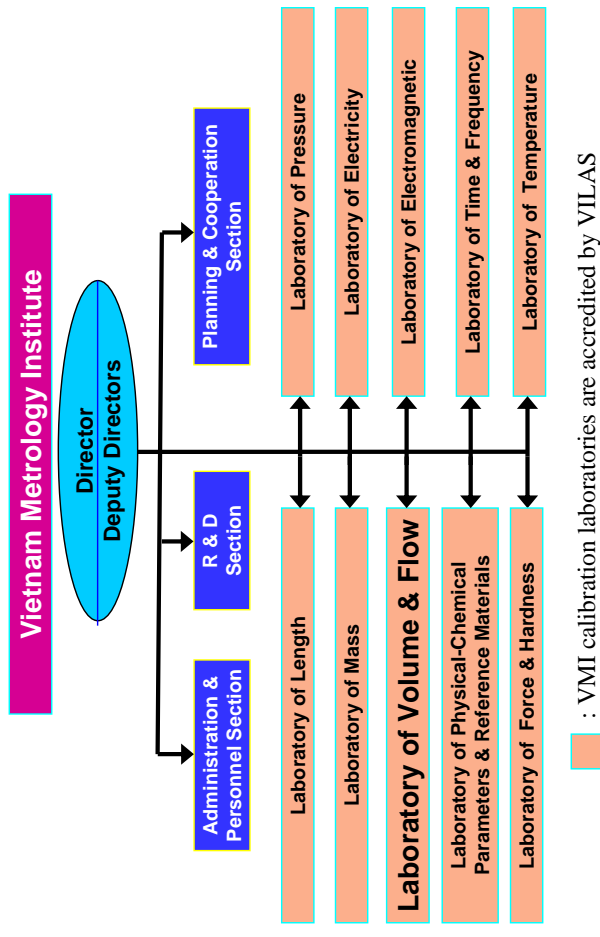 Vietnam Metrology Institute
Director
Deputy Directors
Administration &
Personnel Section
R & D
Section
Planning & Cooperation
Section
Laboratory of Length
Laboratory of Pressure
Laboratory of Mass
Laboratory of Electricity
Laboratory of Volume & Flow
Laboratory of Electromagnetic
Laboratory of Physical-Chemical
Parameters & Reference Materials
Laboratory of Time & Frequency
Laboratory of Force & Hardness
Laboratory of Temperature
: VMI calibration laboratories are accredited by VILAS